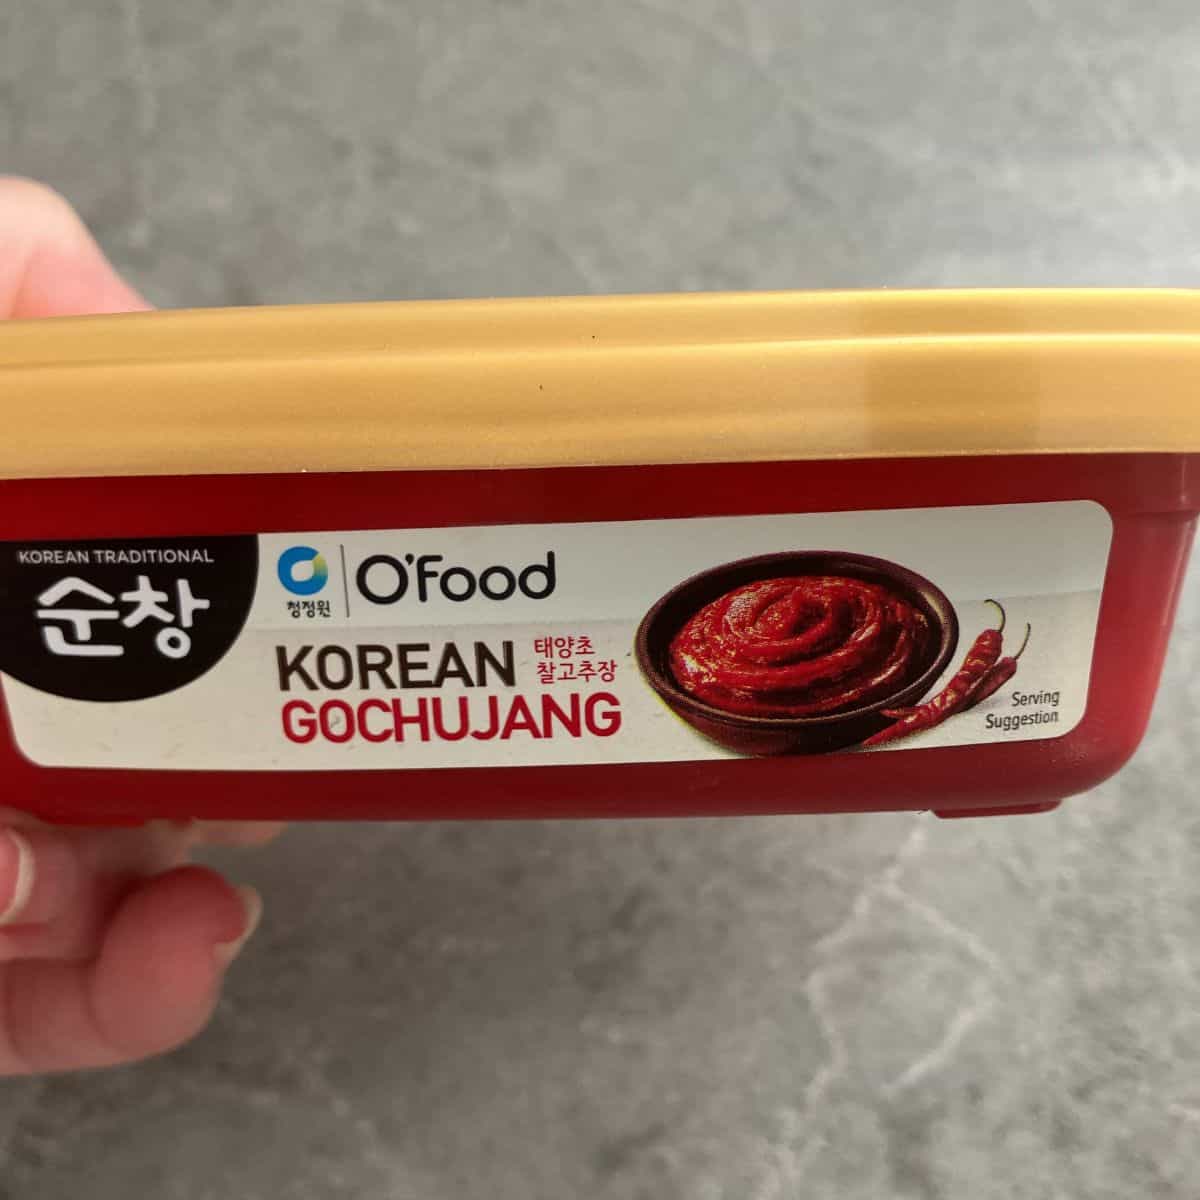 KOREAN TRADITIONAL
순창
청정원
O'Food
KOREAN
태양초
찰고추장
GOCHUJANG
Serving
Suggestion